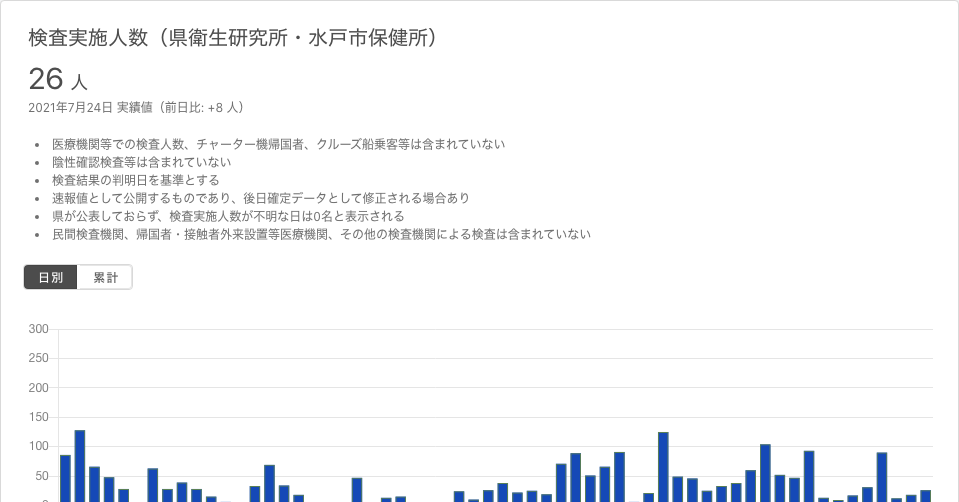 検査実施人数（県衛生研究所・水戸市保健所）
26 人
2021年7月24日 実績値（前日比: +8 人）
• 医療機関等での検査人数、チャーター機帰国者、クルーズ船乗客等は含まれていない
• 陰性確認検査等は含まれていない
• 検査結果の判明日を基準とする
• 速報値として公開するものであり、後日確定データとして修正される場合あり
• 県が公表しておらず、検査実施人数が不明な日は0名と表示される
• 民間検査機関、帰国者・接触者外来設置等医療機関、その他の検査機関による検査は含まれていない
日別 累計
300
250
200
150
100
50
0